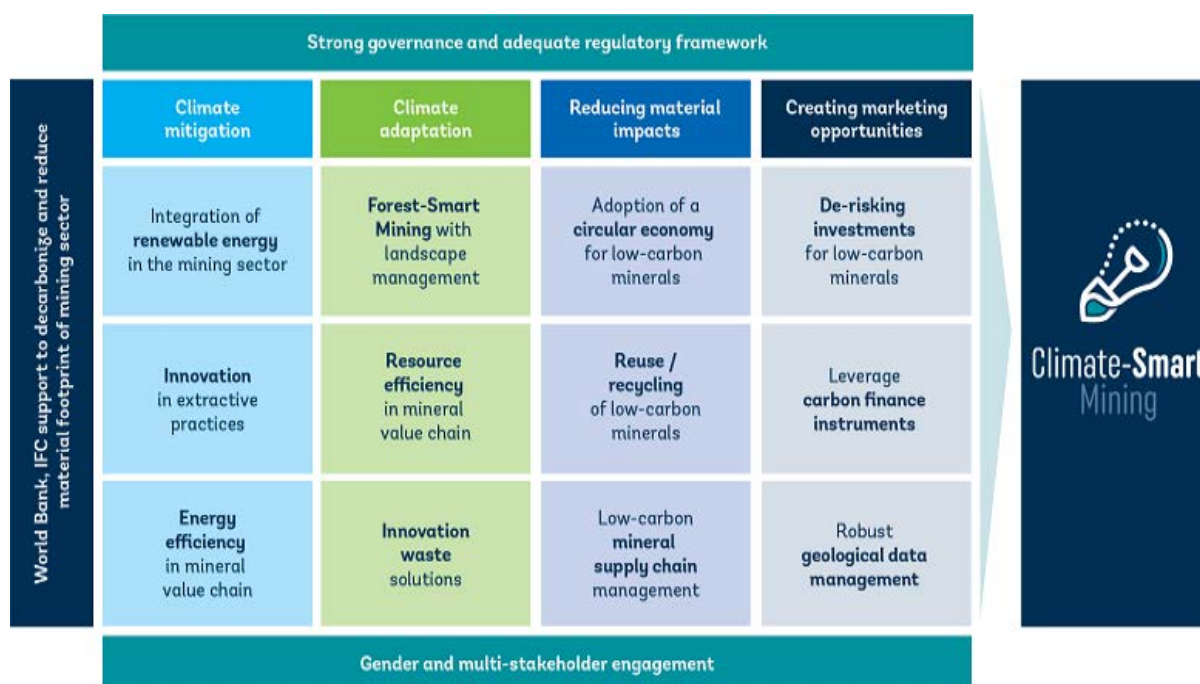 Strong governance and adequate regulatory framework
World Bank, IFC support to decarbonize and reduce
material footprint of mining sector
Climate
mitigation
Climate
adaptation
Reducing material
impacts
Creating marketing
opportunities
Integration of
renewable energy
in the mining sector
Forest-Smart
Mining with
landscape
management
Adoption of a
circular economy
for low-carbon
minerals
De-risking
investments
for low-carbon
minerals
Innovation
in extractive
practices
Resource
efficiency
in mineral
value chain
Reuse /
recycling
of low-carbon
minerals
Leverage
carbon finance
instruments
Energy
efficiency
in mineral
value chain
Innovation
waste
solutions
Low-carbon
mineral
supply chain
management
Robust
geological data
management
Climate-Smart
Mining
Gender and multi-stakeholder engagement